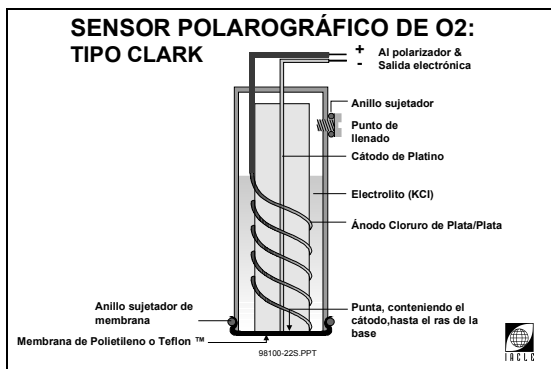 SENSOR POLAROGRÁFICO DE O2:
TIPO CLARK
+ Al polarizador &
- Salida electrónica
Anillo sujetador
Punto de
llenado
Cátodo de Platino
Electrolito (KCl)
Ánodo Cloruro de Plata/Plata
Anillo sujetador de
membrana
Membrana de Polietileno o Teflon ™
Punta, conteniendo el
cátodo,hasta el ras de la
base
98100-22S.PPT
IACLE